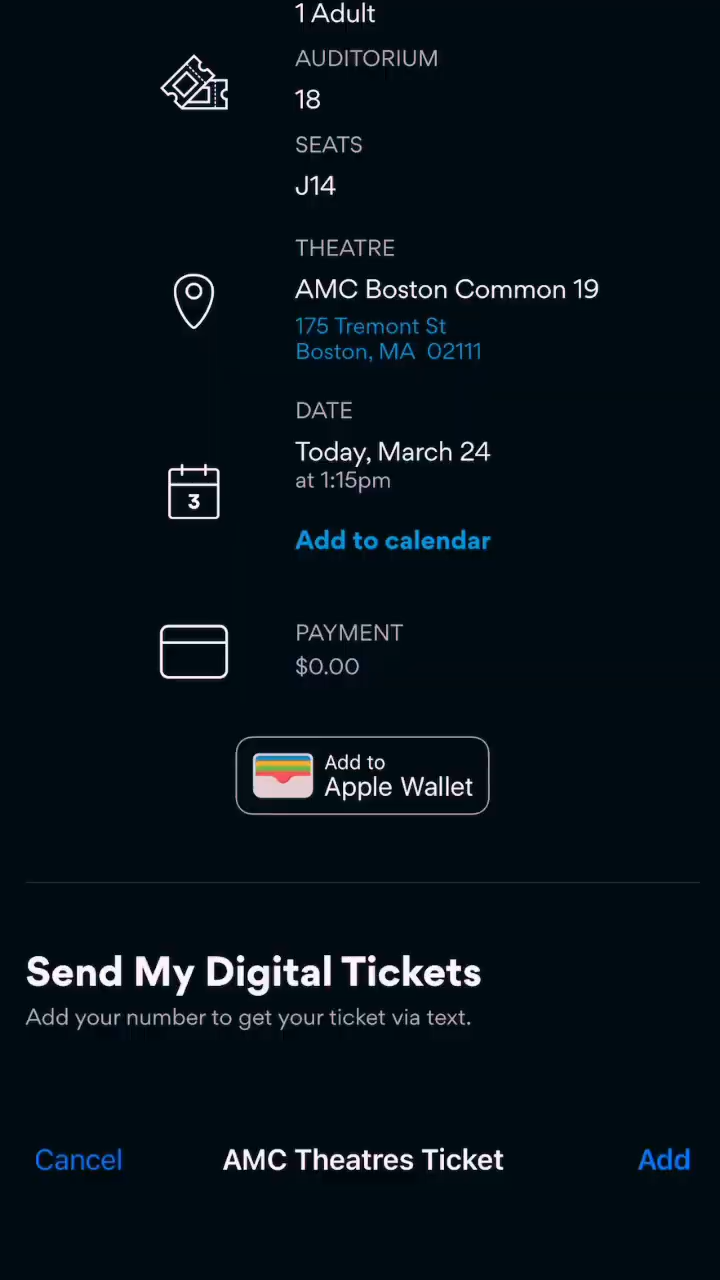 1 Adult
AUDITORIUM
18
SEATS
J14
THEATRE
AMC Boston Common 19
175 Tremont St
Boston, MA 02111
DATE
Today, March 24
at 1:15pm
3
Add to calendar
PAYMENT
$0.00
Add to
Apple Wallet
Send My Digital Tickets
Add your number to get your ticket via text.
Cancel AMC Theatres Ticket Add